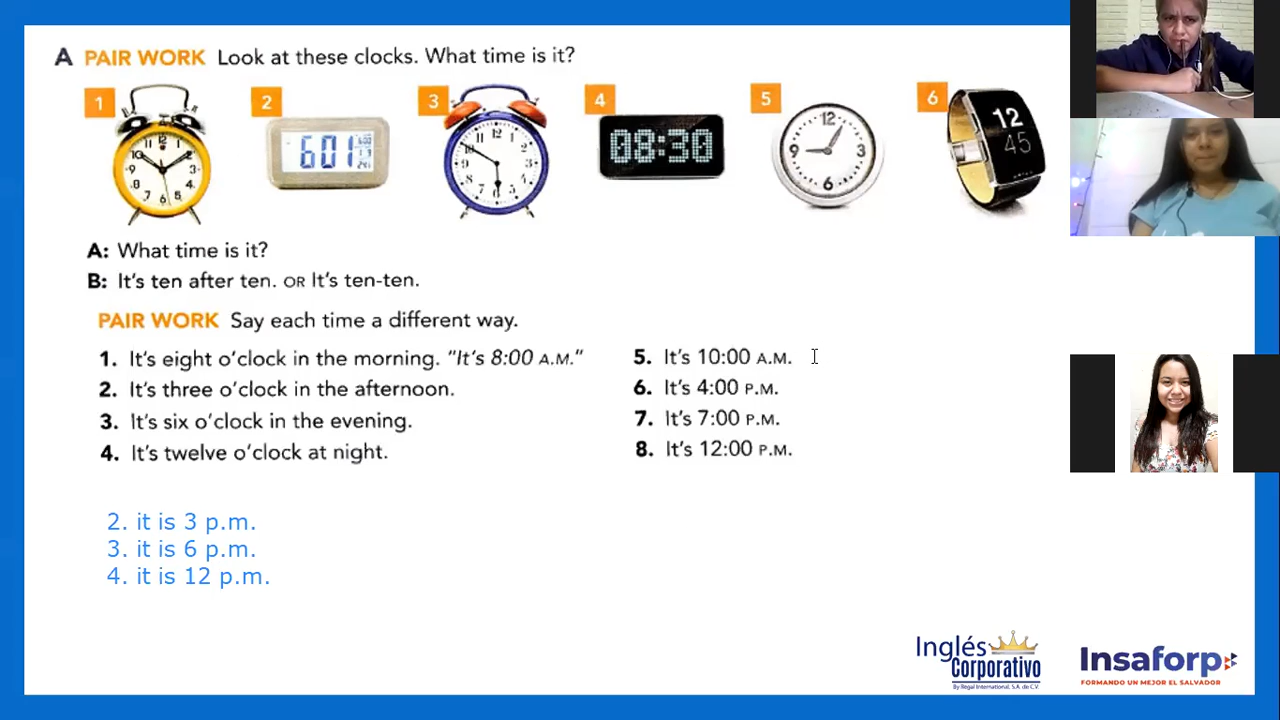 A PAIR WORK Look at these clocks. What time is it?
1 2 3 4 5 6
601
08:30
12
45
A: What time is it?
B: It's ten after ten. OR It's ten-ten.
PAIR WORK Say each time a different way.
1. It's eight o'clock in the morning. "It's 8:00 A.M."
2. It's three o'clock in the afternoon.
3. It's six o'clock in the evening.
4. It's twelve o'clock at night.
5. It's 10:00 A.M.
6. It's 4:00 P.M.
7. It's 7:00 P.M.
8. It's 12:00 P.M.
2. it is 3 p.m.
3. it is 6 p.m.
4. it is 12 p.m.
Inglés
Corporativo
By Regal International, S.A. de C.V.
Insaforp
FORMANDO UN MEJOR EL SALVADOR